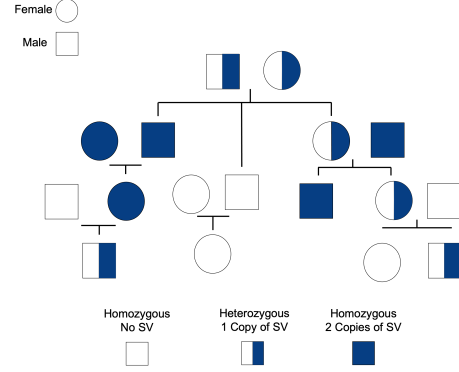 Female
Male
Homozygous
No SV
Heterozygous
1 Copy of SV
Homozygous
2 Copies of SV